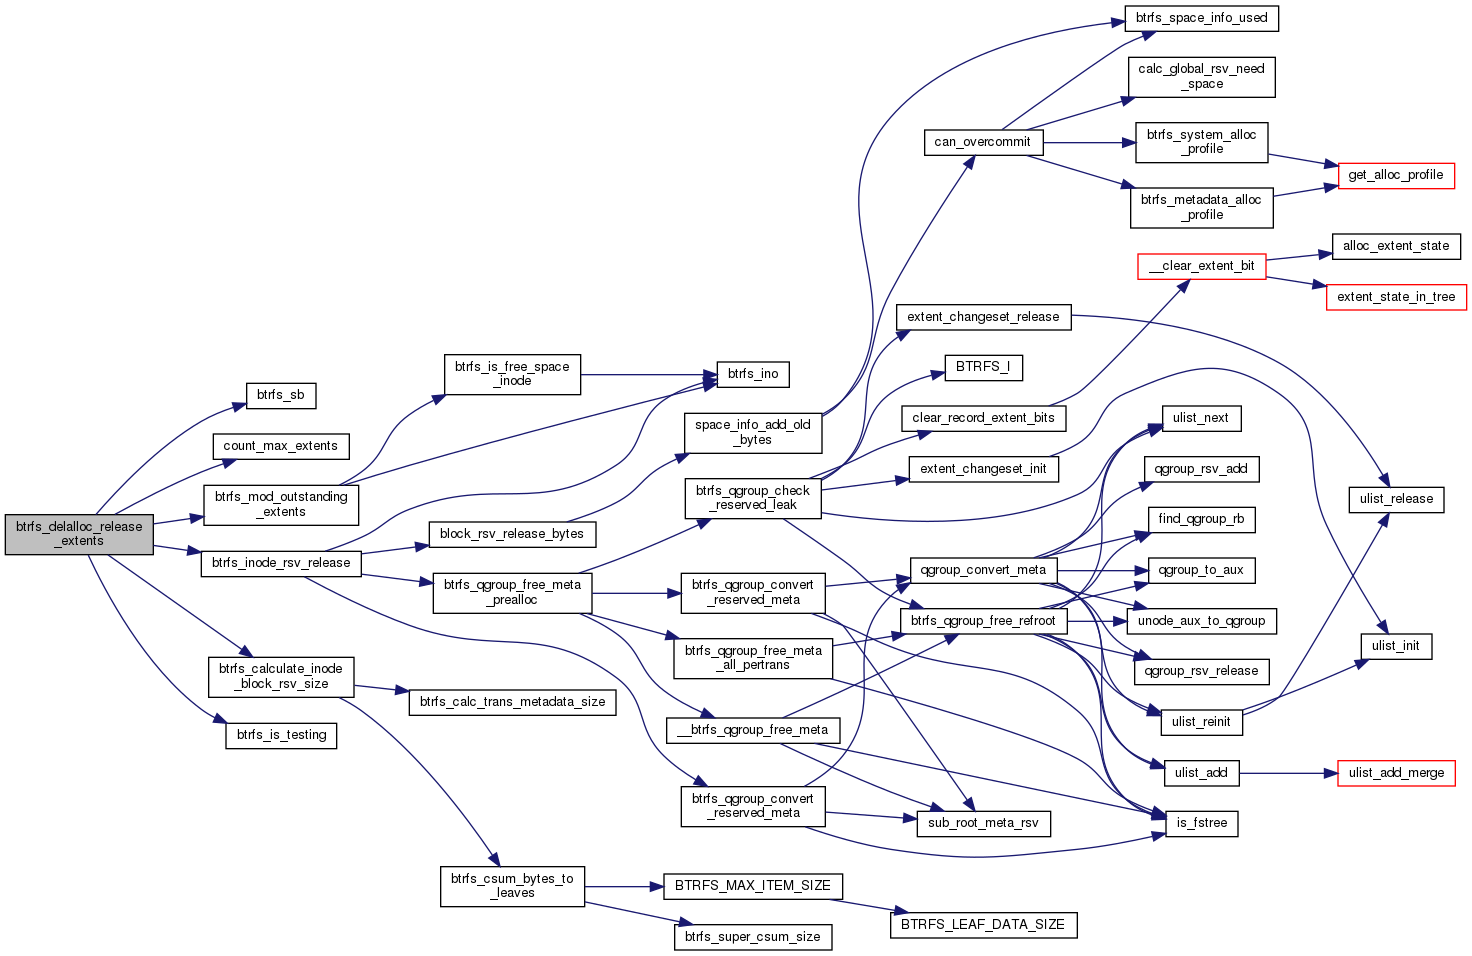 btrfs_delalloc_release
_extents
btrfs_sb
count_max_extents
btrfs_mod_outstanding
_extents
btrfs_inode_rsv_release
btrfs_calculate_inode
_block_rsv_size
btrfs_is_testing
btrfs_is_free_space
_inode
block_rsv_release_bytes
btrfs_qgroup_free_meta
_prealloc
btrfs_calc_trans_metadata_size
btrfs_csum_bytes_to
_leaves
btrfs_ino
space_info_add_old
_bytes
btrfs_qgroup_check
_reserved_leak
btrfs_qgroup_convert
_reserved_meta
btrfs_qgroup_free_meta
_all_pertrans
__btrfs_qgroup_free_meta
btrfs_qgroup_convert
_reserved_meta
BTRFS_MAX_ITEM_SIZE
btrfs_super_csum_size
can_overcommit
extent_changeset_release
BTRFS_I
clear_record_extent_bits
extent_changeset_init
qgroup_convert_meta
btrfs_qgroup_free_refroot
sub_root_meta_rsv
BTRFS_LEAF_DATA_SIZE
btrfs_space_info_used
calc_global_rsv_need
_space
btrfs_system_alloc
_profile
btrfs_metadata_alloc
_profile
__clear_extent_bit
ulist_next
qgroup_rsv_add
find_qgroup_rb
qgroup_to_aux
unode_aux_to_qgroup
qgroup_rsv_release
ulist_reinit
ulist_add
is_fstree
get_alloc_profile
alloc_extent_state
extent_state_in_tree
ulist_release
ulist_init
ulist_add_merge